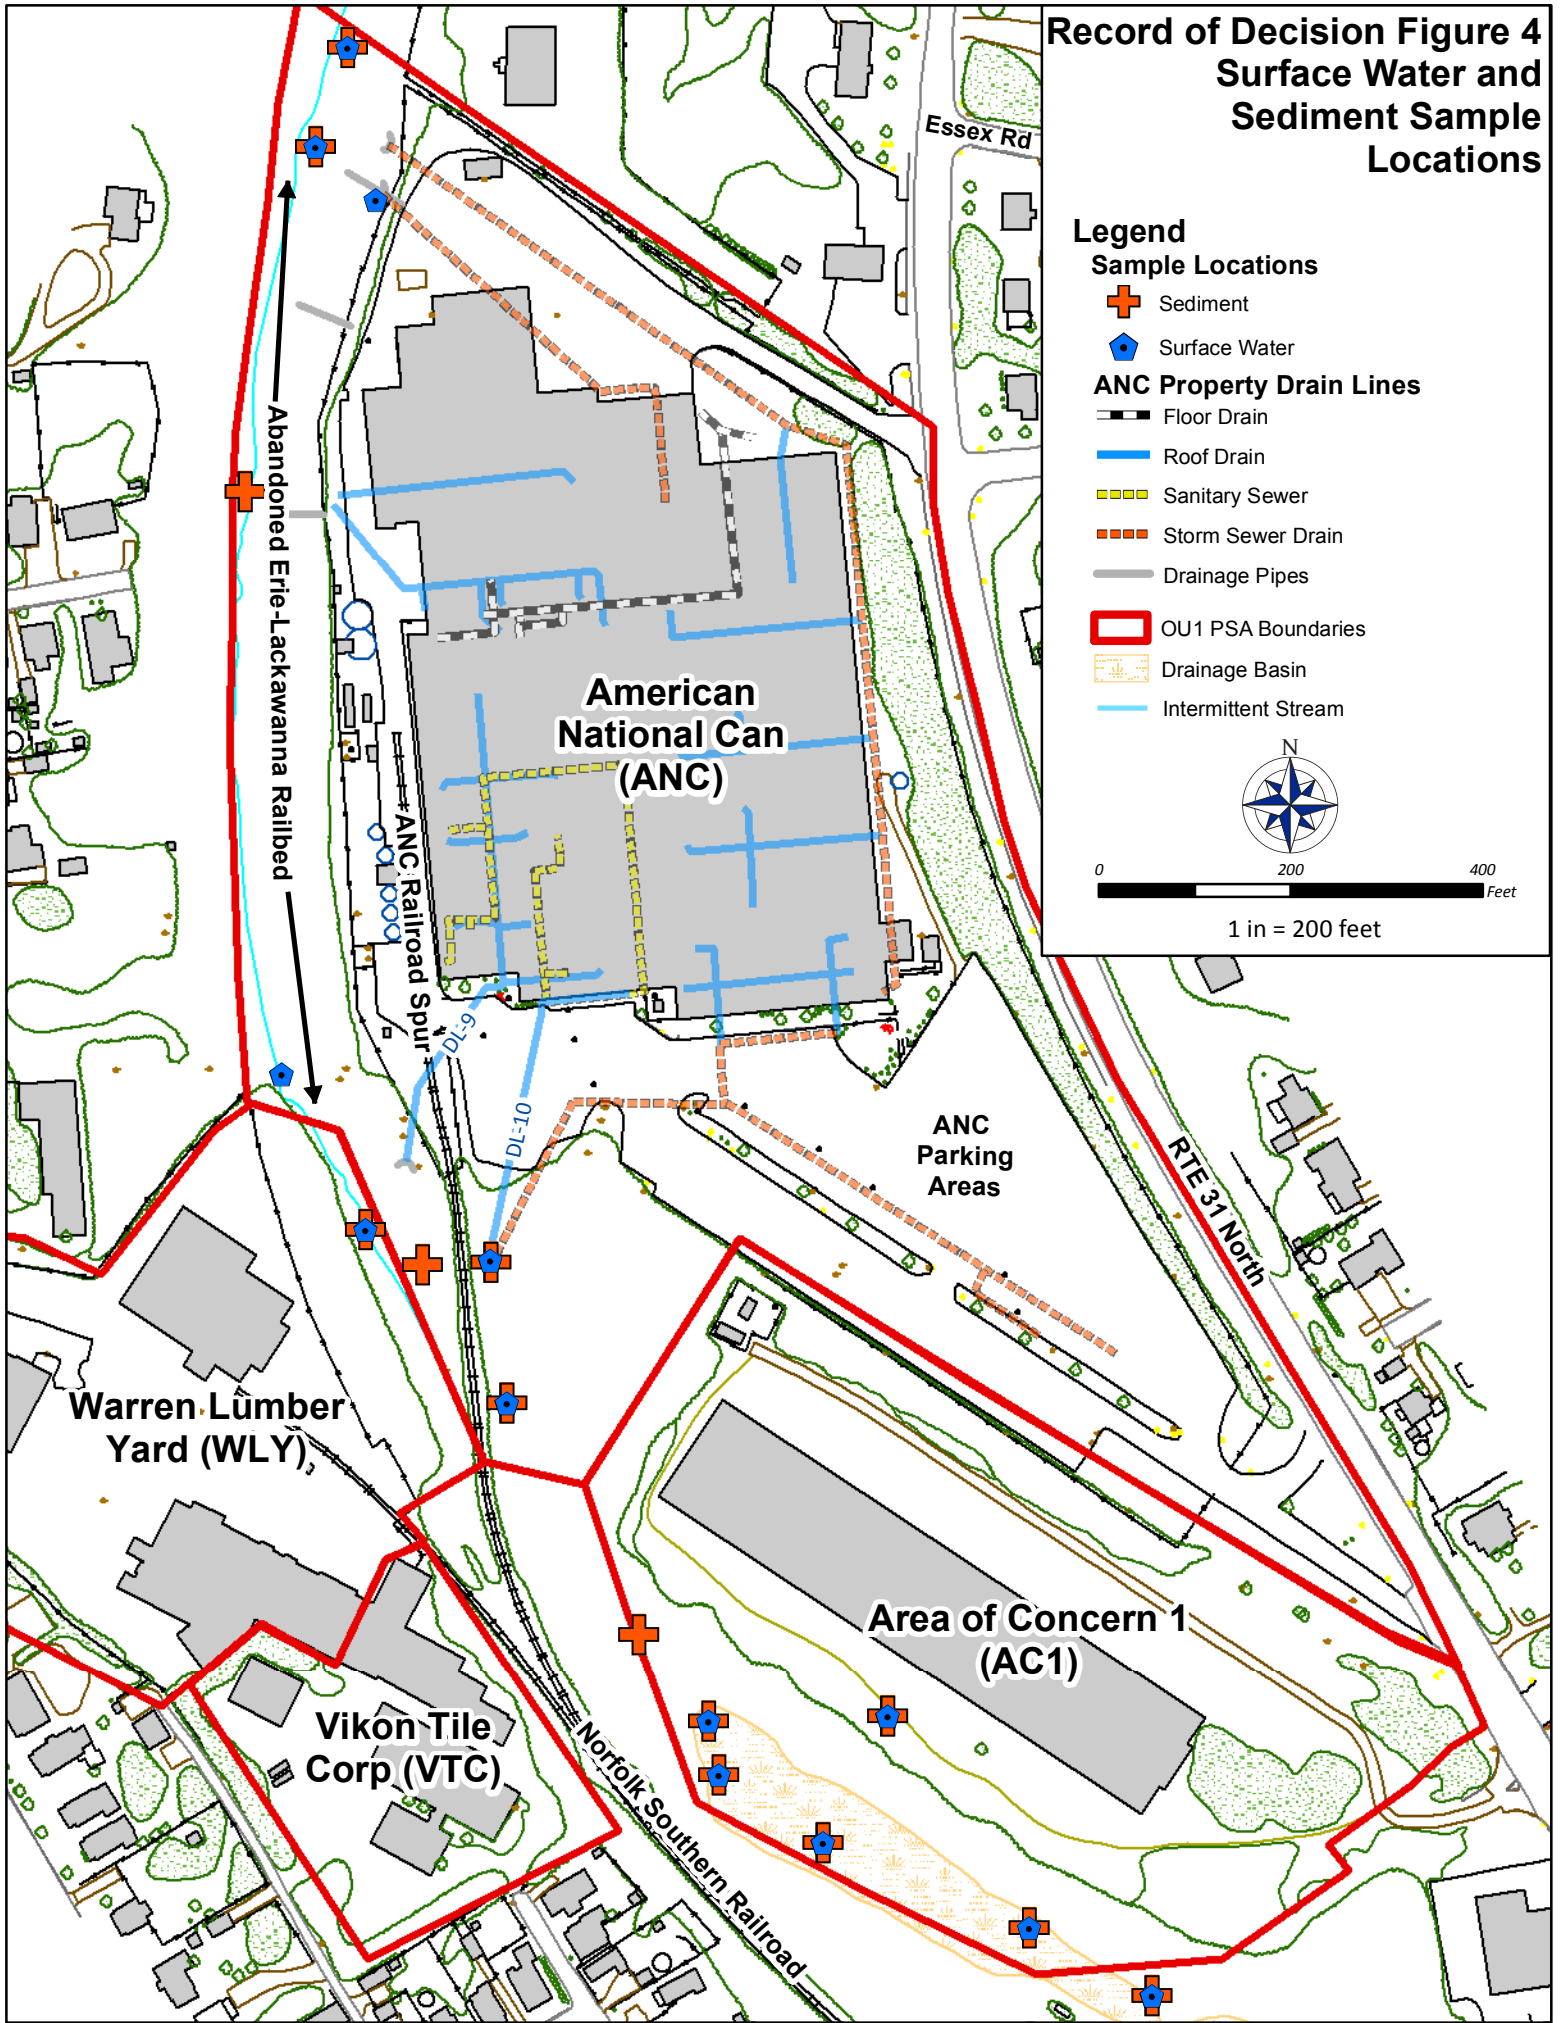 Record of Decision Figure 4
Surface Water and
Sediment Sample
Locations
Essex Rd
Legend
Sample Locations
Sediment
Surface Water
ANC Property Drain Lines
Floor Drain
Roof Drain
Sanitary Sewer
Storm Sewer Drain
Drainage Pipes
OU1 PSA Boundaries
Drainage Basin
Intermittent Stream
N
0 200 400
Feet
1 in = 200 feet
Abandoned Erie-Lackawanna Railbed
American
National Can
(ANC)
ANC Railroad Spur
DL-9
DL-10
ANC
Parking
Areas
RTE 31 North
Warren Lumber
Yard (WLY)
Area of Concern 1
(AC1)
Vikon Tile
Corp (VTC)
Norfolk Southern Railroad